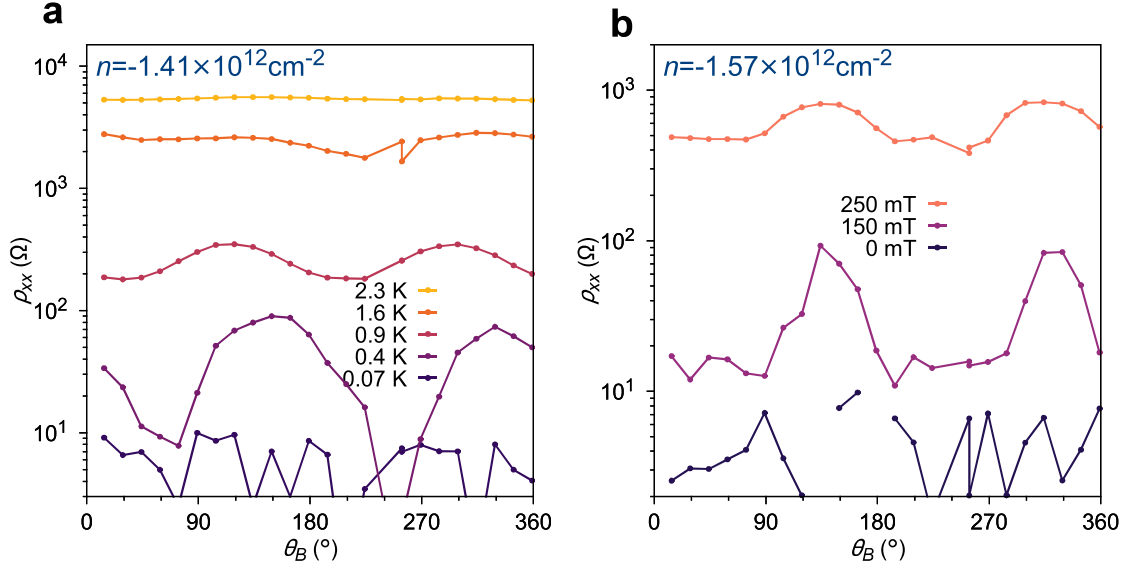 a
n=-1.41×10¹²cm⁻²
10⁴
10³
10²
10¹
ρxx (Ω)
2.3 K
1.6 K
0.9 K
0.4 K
0.07 K
0 90 180 270 360
θB (°)
b
n=-1.57×10¹²cm⁻²
10³
10²
10¹
ρxx (Ω)
250 mT
150 mT
0 mT
0 90 180 270 360
θB (°)